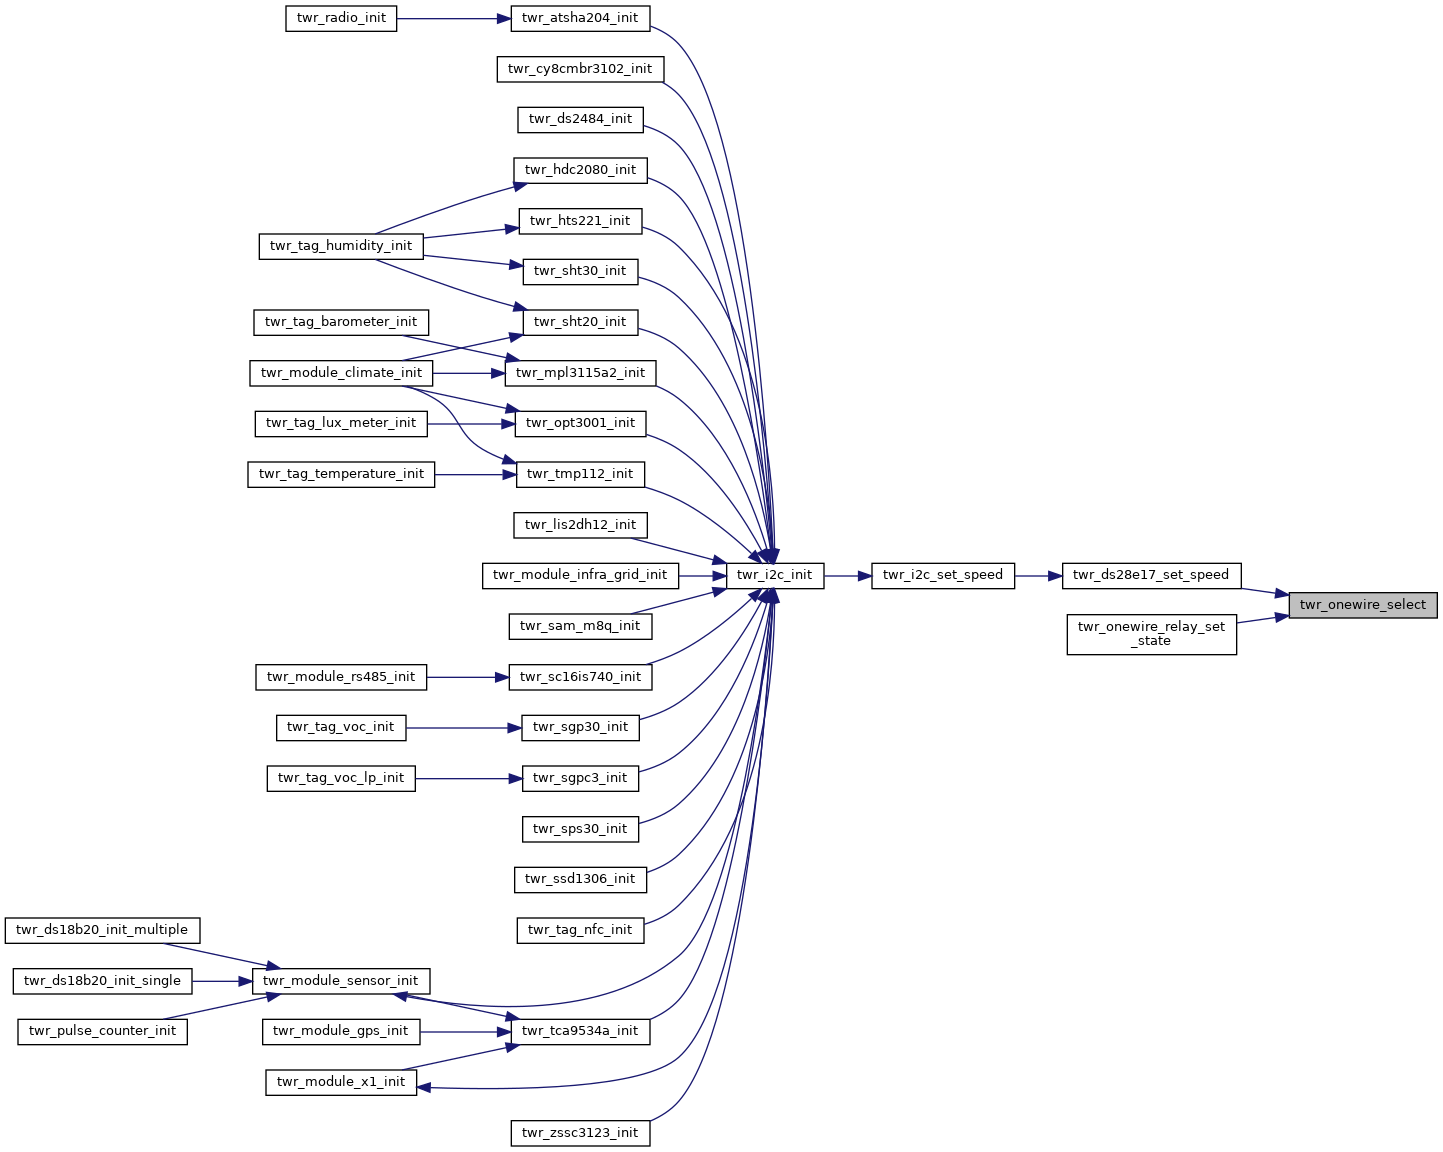 twr_radio_init
twr_atsha204_init
twr_cy8cmbr3102_init
twr_ds2484_init
twr_hdc2080_init
twr_hts221_init
twr_tag_humidity_init
twr_sht30_init
twr_tag_barometer_init
twr_sht20_init
twr_module_climate_init
twr_mpl3115a2_init
twr_tag_lux_meter_init
twr_opt3001_init
twr_tag_temperature_init
twr_tmp112_init
twr_lis2dh12_init
twr_module_infra_grid_init
twr_i2c_init
twr_i2c_set_speed
twr_ds28e17_set_speed
twr_onewire_select
twr_sam_m8q_init
twr_onewire_relay_set
_state
twr_module_rs485_init
twr_sc16is740_init
twr_tag_voc_init
twr_sgp30_init
twr_tag_voc_lp_init
twr_sgpc3_init
twr_sps30_init
twr_ssd1306_init
twr_ds18b20_init_multiple
twr_tag_nfc_init
twr_ds18b20_init_single
twr_module_sensor_init
twr_pulse_counter_init
twr_module_gps_init
twr_tca9534a_init
twr_module_x1_init
twr_zssc3123_init